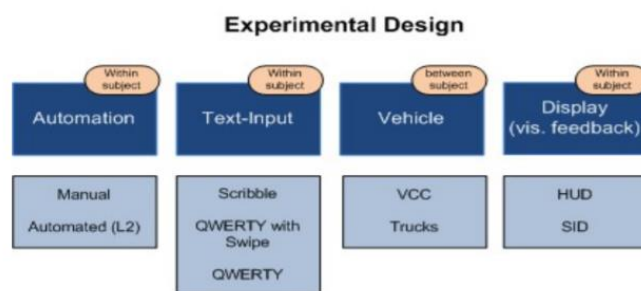 Experimental Design
Within
subject
Automation
Manual
Automated (L2)
Within
subject
Text-Input
Scribble
QWERTY with
Swipe
QWERTY
between
subject
Vehicle
VCC
Trucks
Within
subject
Display
(vis. feedback)
HUD
SID